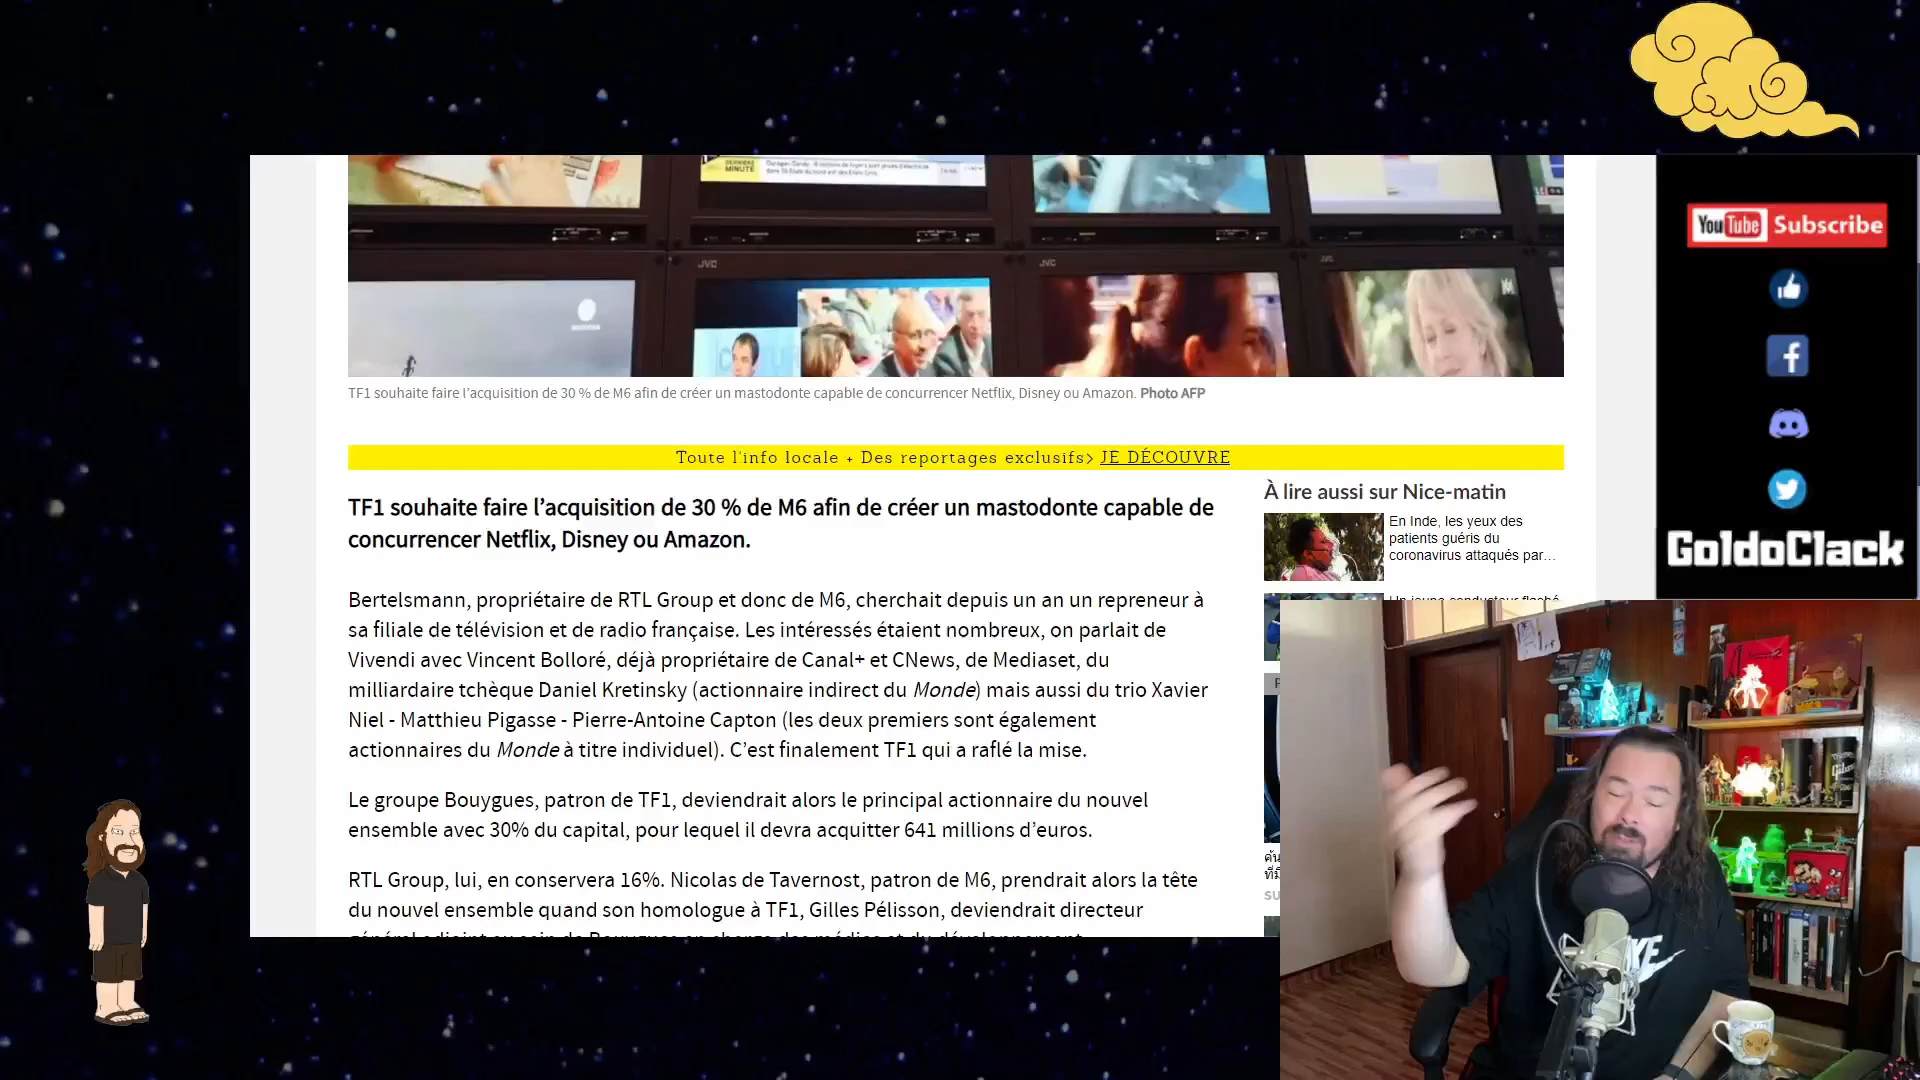 DERNIÈRE
MINUTE
JVC
JVC
JVC
TF1 souhaite faire l'acquisition de 30 % de M6 afin de créer un mastodonte capable de concurrencer Netflix, Disney ou Amazon. Photo AFP
Toute l'info locale + Des reportages exclusifs> JE DÉCOUVRE
TF1 souhaite faire l’acquisition de 30 % de M6 afin de créer un mastodonte capable de
concurrencer Netflix, Disney ou Amazon.
Bertelsmann, propriétaire de RTL Group et donc de M6, cherchait depuis un an un repreneur à
sa filiale de télévision et de radio française. Les intéressés étaient nombreux, on parlait de
Vivendi avec Vincent Bolloré, déjà propriétaire de Canal+ et CNews, de Mediaset, du
milliardaire tchèque Daniel Kretinsky (actionnaire indirect du Monde) mais aussi du trio Xavier
Niel - Matthieu Pigasse - Pierre-Antoine Capton (les deux premiers sont également
actionnaires du Monde à titre individuel). C’est finalement TF1 qui a raflé la mise.
Le groupe Bouygues, patron de TF1, deviendrait alors le principal actionnaire du nouvel
ensemble avec 30% du capital, pour lequel il devra acquitter 641 millions d’euros.
RTL Group, lui, en conservera 16%. Nicolas de Tavernost, patron de M6, prendrait alors la tête
du nouvel ensemble quand son homologue à TF1, Gilles Pélisson, deviendrait directeur
À lire aussi sur Nice-matin
En Inde, les yeux des
patients guéris du
coronavirus attaqués par...
YouTube Subscribe
GoldoClack